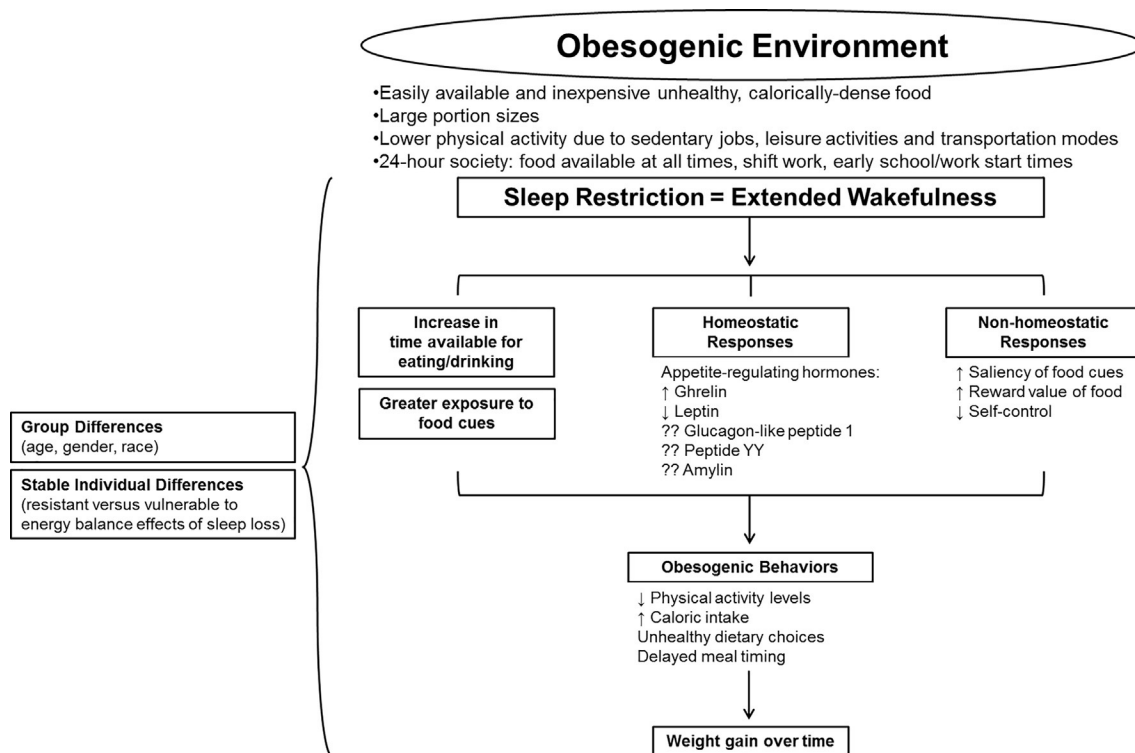 Obesogenic Environment
•Easily available and inexpensive unhealthy, calorically-dense food
•Large portion sizes
•Lower physical activity due to sedentary jobs, leisure activities and transportation modes
•24-hour society: food available at all times, shift work, early school/work start times
Sleep Restriction = Extended Wakefulness
Increase in
time available for
eating/drinking
Greater exposure to
food cues
Homeostatic
Responses
Appetite-regulating hormones:
↑ Ghrelin
↓ Leptin
?? Glucagon-like peptide 1
?? Peptide YY
?? Amylin
Non-homeostatic
Responses
↑ Saliency of food cues
↑ Reward value of food
↓ Self-control
Group Differences
(age, gender, race)
Stable Individual Differences
(resistant versus vulnerable to
energy balance effects of sleep loss)
Obesogenic Behaviors
↓ Physical activity levels
↑ Caloric intake
Unhealthy dietary choices
Delayed meal timing
Weight gain over time